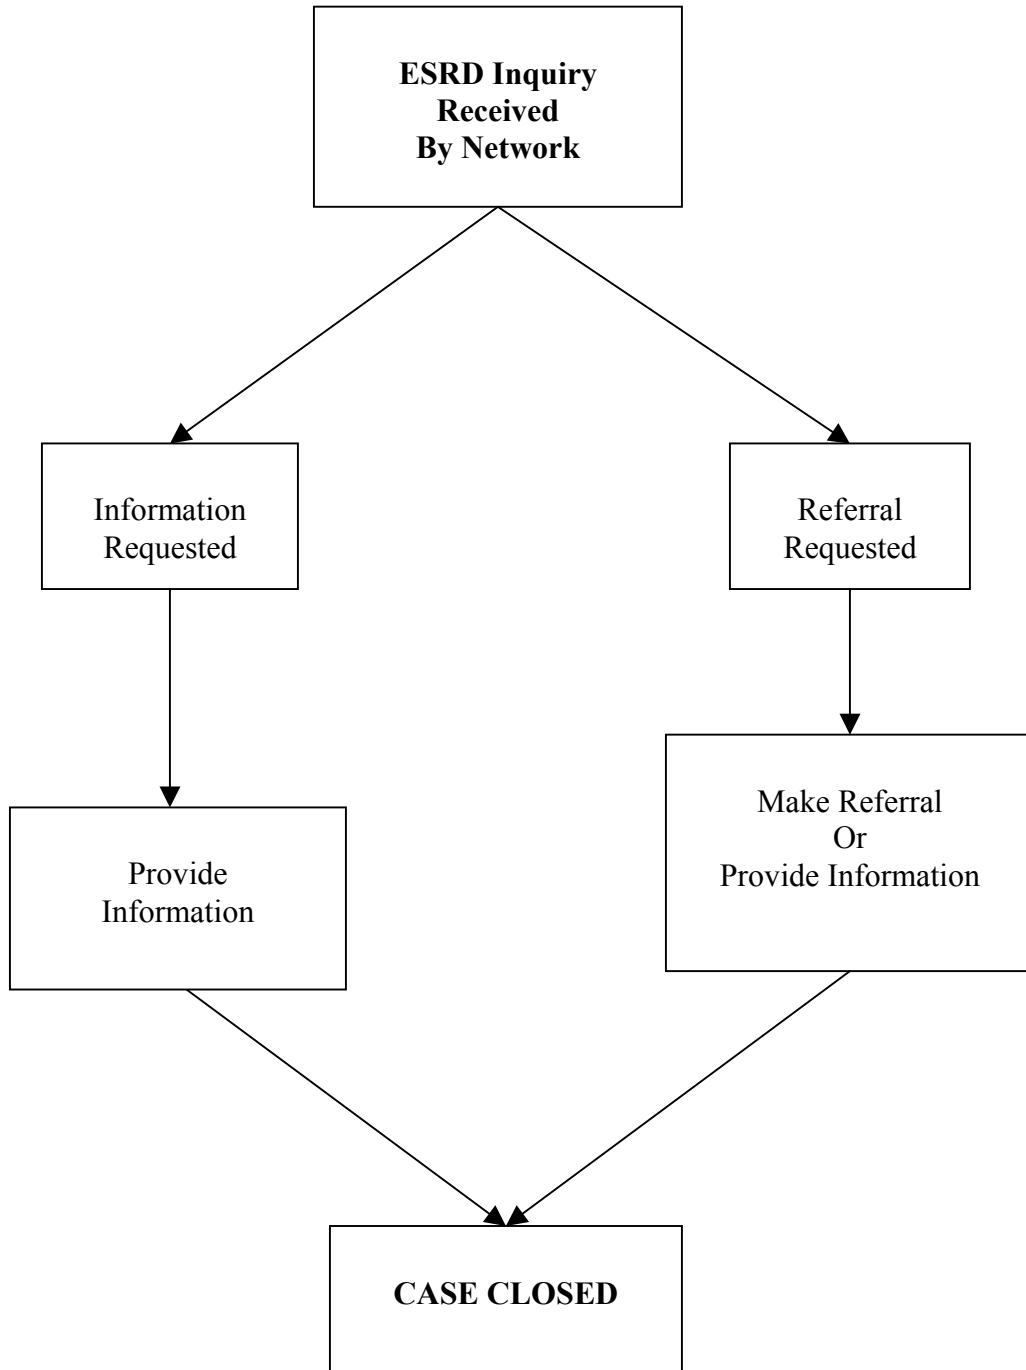 ESRD Inquiry
Received
By Network
Information
Requested
Referral
Requested
Provide
Information
Make Referral
Or
Provide Information
CASE CLOSED